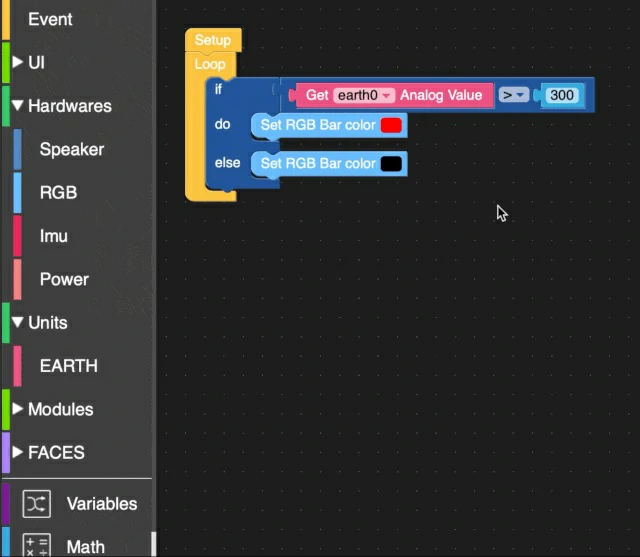 Event
UI
Hardwares
Speaker
RGB
Imu
Power
Units
EARTH
Modules
FACES
Variables
Math
Setup
Loop
if Get earth0 Analog Value > 300
do Set RGB Bar color
else Set RGB Bar color